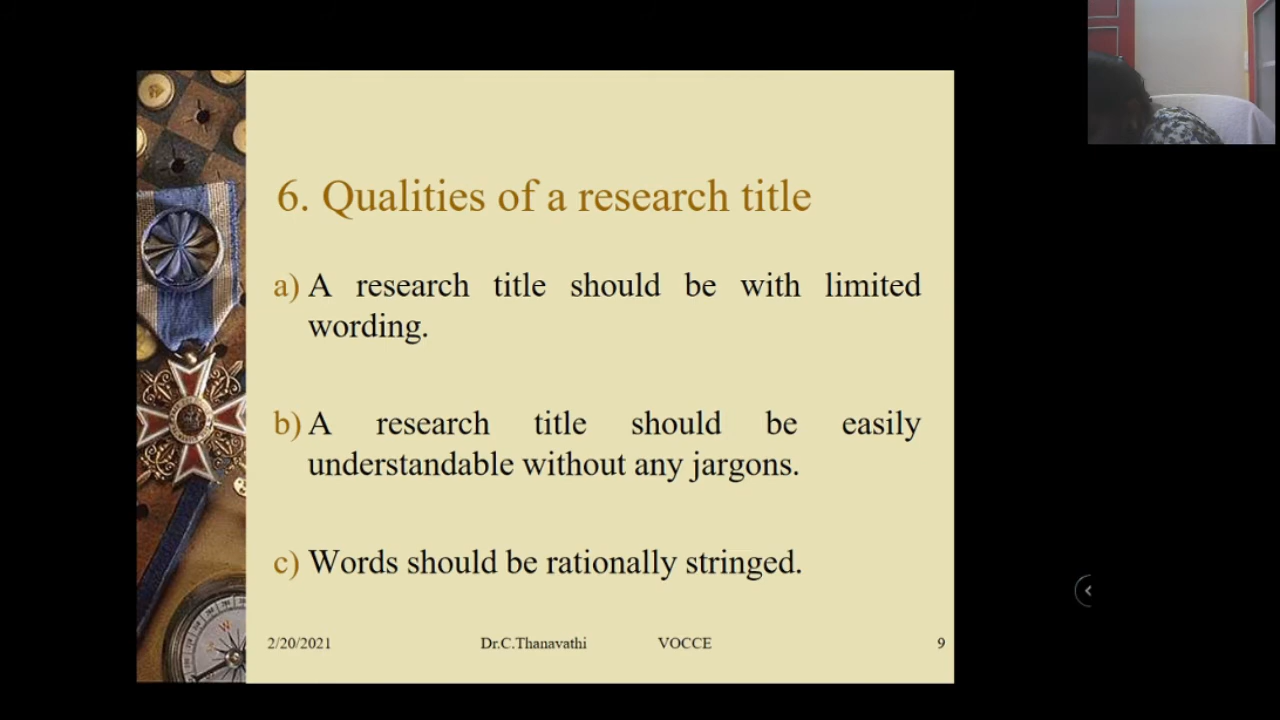 6. Qualities of a research title
a) A research title should be with limited
wording.
b) A research title should be easily
understandable without any jargons.
c) Words should be rationally stringed.
2/20/2021 Dr.C.Thanavathi VOCCE 9